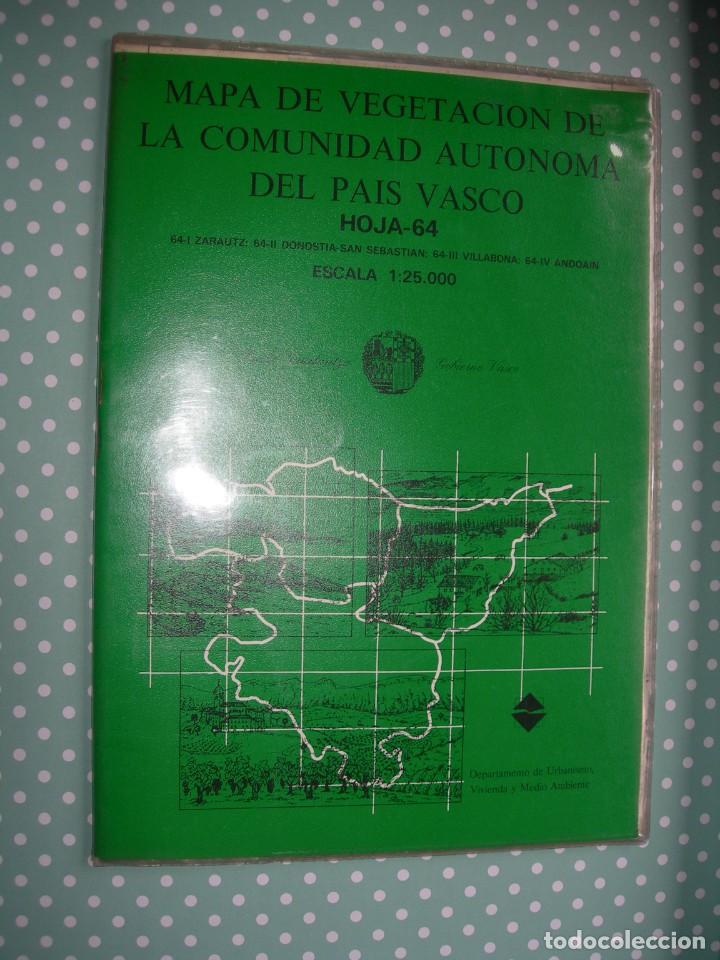 MAPA DE VEGETACION DE
LA COMUNIDAD AUTONOMA
DEL PAIS VASCO
HOJA-64
64-I ZARAUTZ; 64-II DONOSTIA-SAN SEBASTIAN; 64-III VILLABONA; 64-IV ANDOAIN
ESCALA 1:25.000
Gobierno Vasco
Departamento de Urbanismo,
Vivienda y Medio Ambiente
todocoleccion
todocoleccion.net